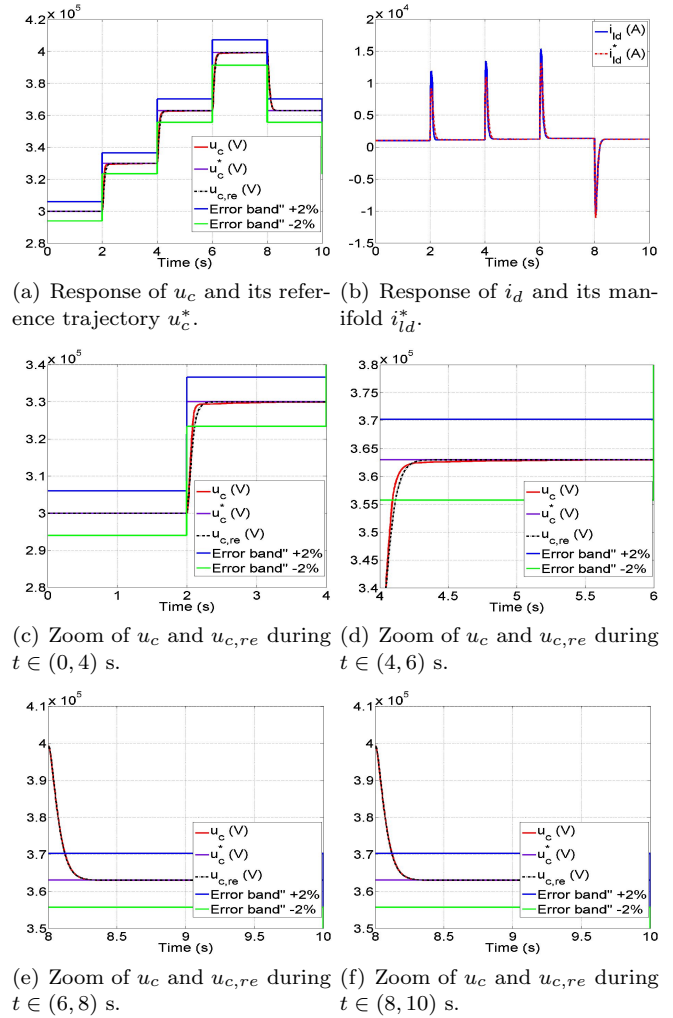 x 10^5
4.2
4
3.8
3.6
3.4
3.2
3
2.8
0 2 4 6 8 10
Time (s)
u_c (V)
u_c^* (V)
u_{c,re} (V)
Error band" +2%
Error band" -2%
x 10^4
2
1.5
1
0.5
0
−0.5
−1
−1.5
0 2 4 6 8 10
Time (s)
i_{ld} (A)
i_{ld}^* (A)
(a) Response of u_c and its refer-
ence trajectory u_c^*.
(b) Response of i_d and its man-
ifold i_{ld}^*.
x 10^5
3.4
3.3
3.2
3.1
3
2.9
2.8
0 1 2 3 4
Time (s)
u_c (V)
u_c^* (V)
u_{c,re} (V)
Error band" +2%
Error band" -2%
x 10^5
3.8
3.75
3.7
3.65
3.6
3.55
3.5
3.45
3.4
4 4.5 5 5.5 6
Time (s)
u_c (V)
u_c^* (V)
u_{c,re} (V)
Error band" +2%
Error band" -2%
(c) Zoom of u_c and u_{c,re} during
t ∈ (0, 4) s.
(d) Zoom of u_c and u_{c,re} during
t ∈ (4, 6) s.
x 10^5
4.1
4
3.9
3.8
3.7
3.6
3.5
8 8.5 9 9.5 10
Time (s)
u_c (V)
u_c^* (V)
u_{c,re} (V)
Error band" +2%
Error band" -2%
x 10^5
4.1
4
3.9
3.8
3.7
3.6
3.5
8 8.5 9 9.5 10
Time (s)
u_c (V)
u_c^* (V)
u_{c,re} (V)
Error band" +2%
Error band" -2%
(e) Zoom of u_c and u_{c,re} during
t ∈ (6, 8) s.
(f) Zoom of u_c and u_{c,re} during
t ∈ (8, 10) s.